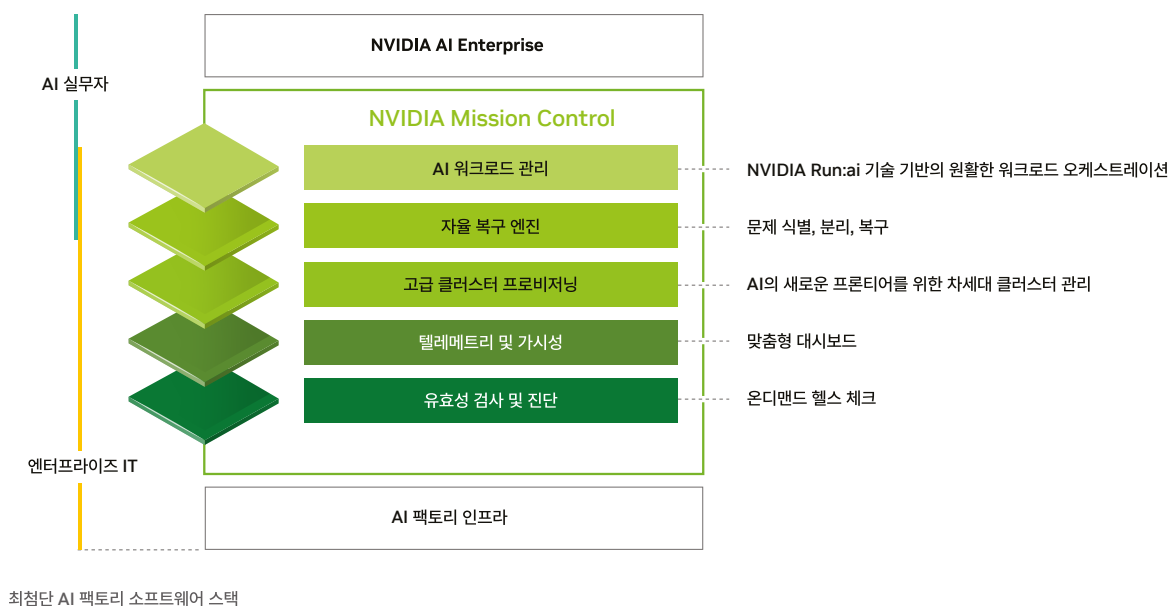 NVIDIA AI Enterprise
AI 실무자
NVIDIA Mission Control
AI 워크로드 관리
NVIDIA Run:ai 기술 기반의 원활한 워크로드 오케스트레이션
자율 복구 엔진
문제 식별, 분리, 복구
고급 클러스터 프로비저닝
AI의 새로운 프론티어를 위한 차세대 클러스터 관리
텔레메트리 및 가시성
맞춤형 대시보드
유효성 검사 및 진단
온디맨드 헬스 체크
엔터프라이즈 IT
AI 팩토리 인프라
최첨단 AI 팩토리 소프트웨어 스택